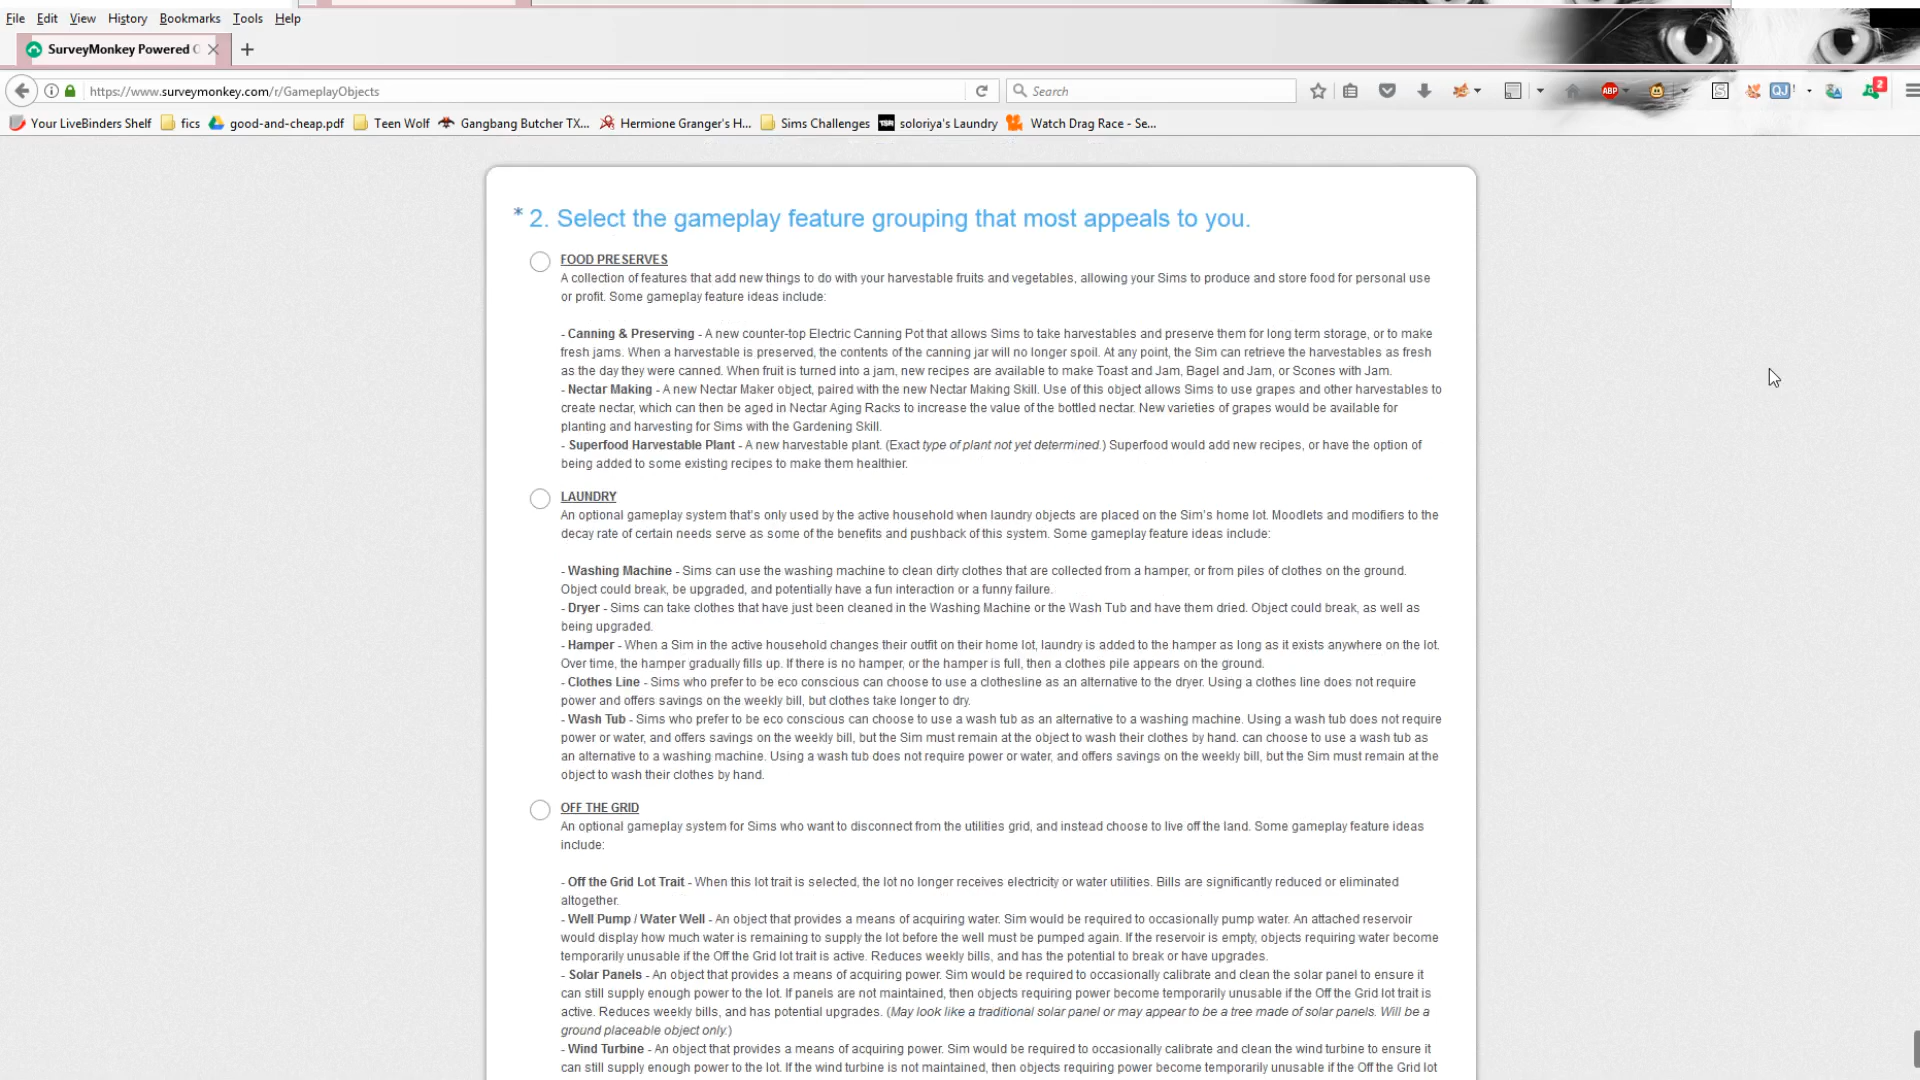 File Edit View History Bookmarks Tools Help
SurveyMonkey Powered
https://www.surveymonkey.com/r/GameplayObjects
Search
ABP
S
QJ
2
Your LiveBinders Shelf fics good-and-cheap.pdf Teen Wolf Gangbang Butcher TX... Hermione Granger's H... Sims Challenges TSR soloriya's Laundry Watch Drag Race - Se...
* 2. Select the gameplay feature grouping that most appeals to you.
FOOD PRESERVES
A collection of features that add new things to do with your harvestable fruits and vegetables, allowing your Sims to produce and store food for personal use
or profit. Some gameplay feature ideas include:
- Canning & Preserving - A new counter-top Electric Canning Pot that allows Sims to take harvestables and preserve them for long term storage, or to make
fresh jams. When a harvestable is preserved, the contents of the canning jar will no longer spoil. At any point, the Sim can retrieve the harvestables as fresh
as the day they were canned. When fruit is turned into a jam, new recipes are available to make Toast and Jam, Bagel and Jam, or Scones with Jam.
- Nectar Making - A new Nectar Maker object, paired with the new Nectar Making Skill. Use of this object allows Sims to use grapes and other harvestables to
create nectar, which can then be aged in Nectar Aging Racks to increase the value of the bottled nectar. New varieties of grapes would be available for
planting and harvesting for Sims with the Gardening Skill.
- Superfood Harvestable Plant - A new harvestable plant. (Exact type of plant not yet determined.) Superfood would add new recipes, or have the option of
being added to some existing recipes to make them healthier.
LAUNDRY
An optional gameplay system that's only used by the active household when laundry objects are placed on the Sim's home lot. Moodlets and modifiers to the
decay rate of certain needs serve as some of the benefits and pushback of this system. Some gameplay feature ideas include:
- Washing Machine - Sims can use the washing machine to clean dirty clothes that are collected from a hamper, or from piles of clothes on the ground.
Object could break, be upgraded, and potentially have a fun interaction or a funny failure.
- Dryer - Sims can take clothes that have just been cleaned in the Washing Machine or the Wash Tub and have them dried. Object could break, as well as
being upgraded.
- Hamper - When a Sim in the active household changes their outfit on their home lot, laundry is added to the hamper as long as it exists anywhere on the lot.
Over time, the hamper gradually fills up. If there is no hamper, or the hamper is full, then a clothes pile appears on the ground.
- Clothes Line - Sims who prefer to be eco conscious can choose to use a clothesline as an alternative to the dryer. Using a clothes line does not require
power and offers savings on the weekly bill, but clothes take longer to dry.
- Wash Tub - Sims who prefer to be eco conscious can choose to use a wash tub as an alternative to a washing machine. Using a wash tub does not require
power or water, and offers savings on the weekly bill, but the Sim must remain at the object to wash their clothes by hand. can choose to use a wash tub as
an alternative to a washing machine. Using a wash tub does not require power or water, and offers savings on the weekly bill, but the Sim must remain at the
object to wash their clothes by hand.
OFF THE GRID
An optional gameplay system for Sims who want to disconnect from the utilities grid, and instead choose to live off the land. Some gameplay feature ideas
include:
- Off the Grid Lot Trait - When this lot trait is selected, the lot no longer receives electricity or water utilities. Bills are significantly reduced or eliminated
altogether.
- Well Pump / Water Well - An object that provides a means of acquiring water. Sim would be required to occasionally pump water. An attached reservoir
would display how much water is remaining to supply the lot before the well must be pumped again. If the reservoir is empty, objects requiring water become
temporarily unusable if the Off the Grid lot trait is active. Reduces weekly bills, and has the potential to break or have upgrades.
- Solar Panels - An object that provides a means of acquiring power. Sim would be required to occasionally calibrate and clean the solar panel to ensure it
can still supply enough power to the lot. If panels are not maintained, then objects requiring power become temporarily unusable if the Off the Grid lot trait is
active. Reduces weekly bills, and has potential upgrades. (May look like a traditional solar panel or may appear to be a tree made of solar panels. Will be a
ground placeable object only.)
- Wind Turbine - An object that provides a means of acquiring power. Sim would be required to occasionally calibrate and clean the wind turbine to ensure it
can still supply enough power to the lot. If the wind turbine is not maintained, then objects requiring power become temporarily unusable if the Off the Grid lot